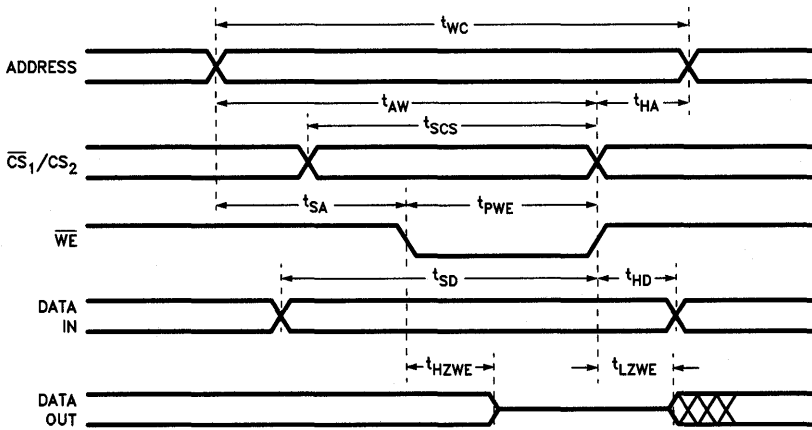 tWC
ADDRESS
tAW
tHA
tSCS
CS1/CS2
tSA
tPWE
WE
tSD
tHD
DATA
IN
tHZWE
tLZWE
DATA
OUT